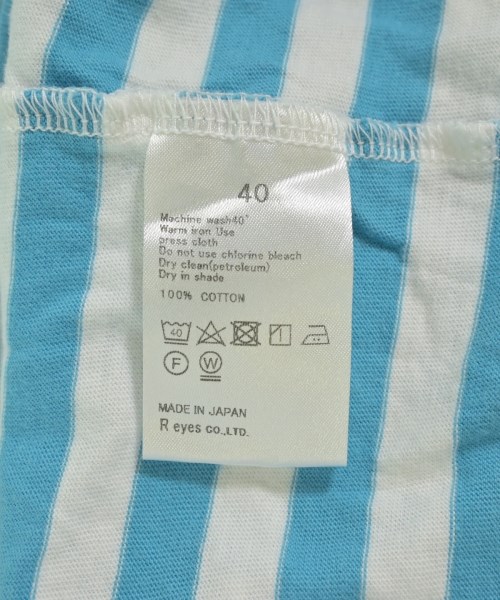 40
Machine wash40°
Warm iron Use
press cloth
Do not use chlorine bleach
Dry clean(petroleum)
Dry in shade
100% COTTON
40
F W
MADE IN JAPAN
R eyes CO.,LTD.